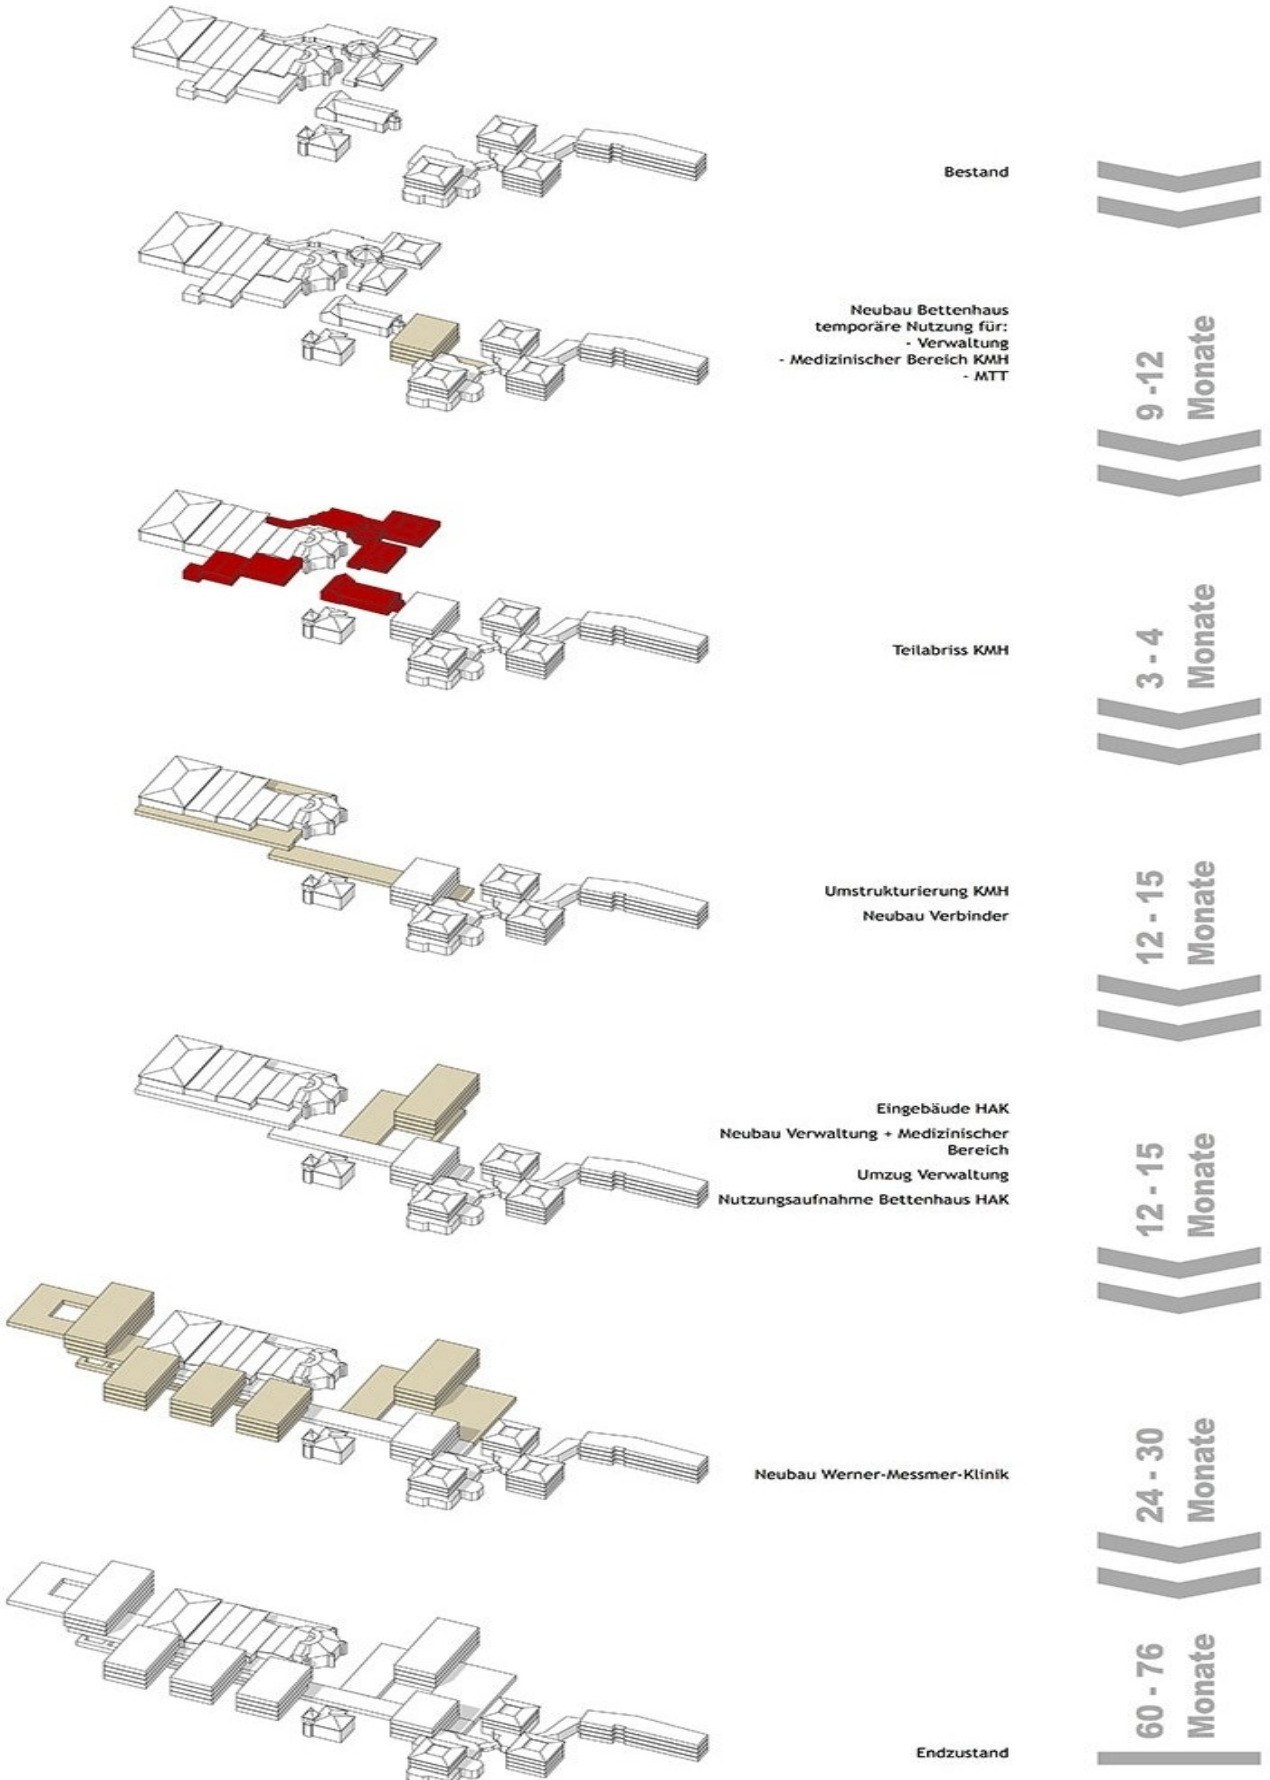 Bestand
Neubau Bettenhaus
temporäre Nutzung für:
- Verwaltung
- Medizinischer Bereich KMH
- MTT
9 -12
Monate
Teilabriss KMH
3 - 4
Monate
Umstrukturierung KMH
Neubau Verbinder
12 - 15
Monate
Eingebäude HAK
Neubau Verwaltung + Medizinischer
Bereich
Umzug Verwaltung
Nutzungsaufnahme Bettenhaus HAK
12 - 15
Monate
Neubau Werner-Messmer-Klinik
24 - 30
Monate
Endzustand
60 - 76
Monate